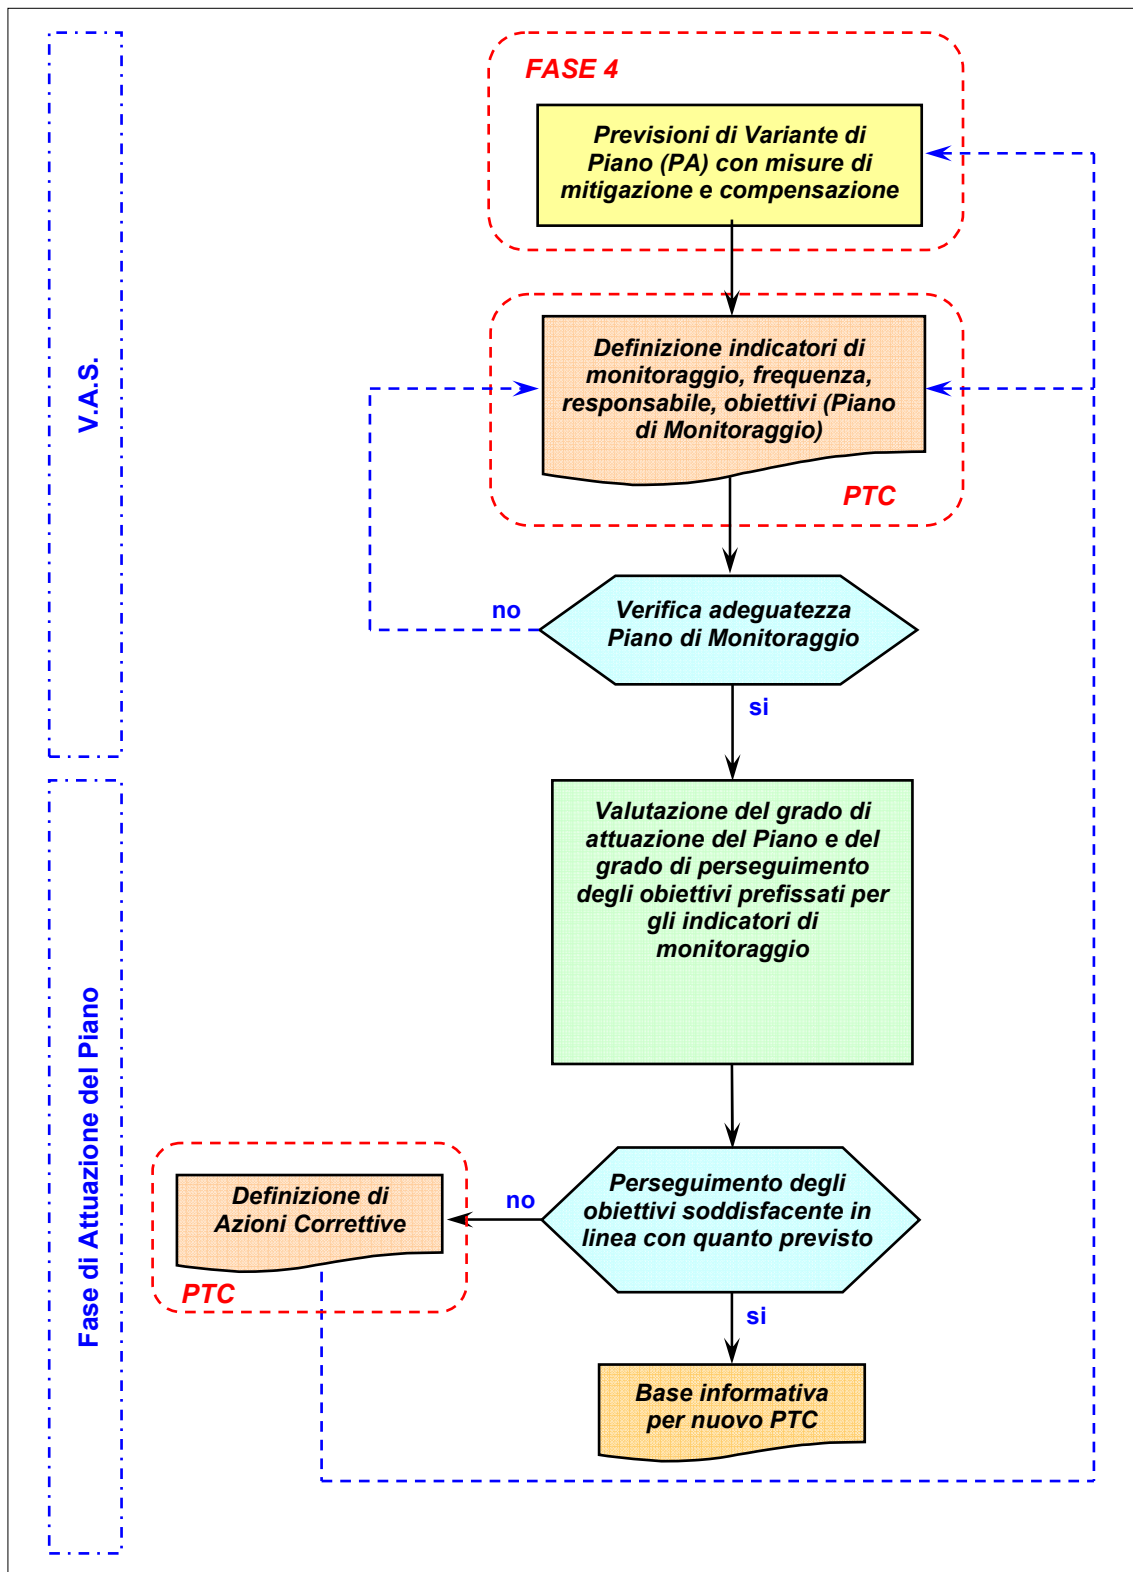 FASE 4
Previsioni di Variante di
Piano (PA) con misure di
mitigazione e compensazione
V.A.S.
Definizione indicatori di
monitoraggio, frequenza,
responsabile, obiettivi (Piano
di Monitoraggio)
PTC
no
Verifica adeguatezza
Piano di Monitoraggio
si
Fase di Attuazione del Piano
Valutazione del grado di
attuazione del Piano e del
grado di perseguimento
degli obiettivi prefissati per
gli indicatori di
monitoraggio
Perseguimento degli
obiettivi soddisfacente in
linea con quanto previsto
no
Definizione di
Azioni Correttive
PTC
si
Base informativa
per nuovo PTC